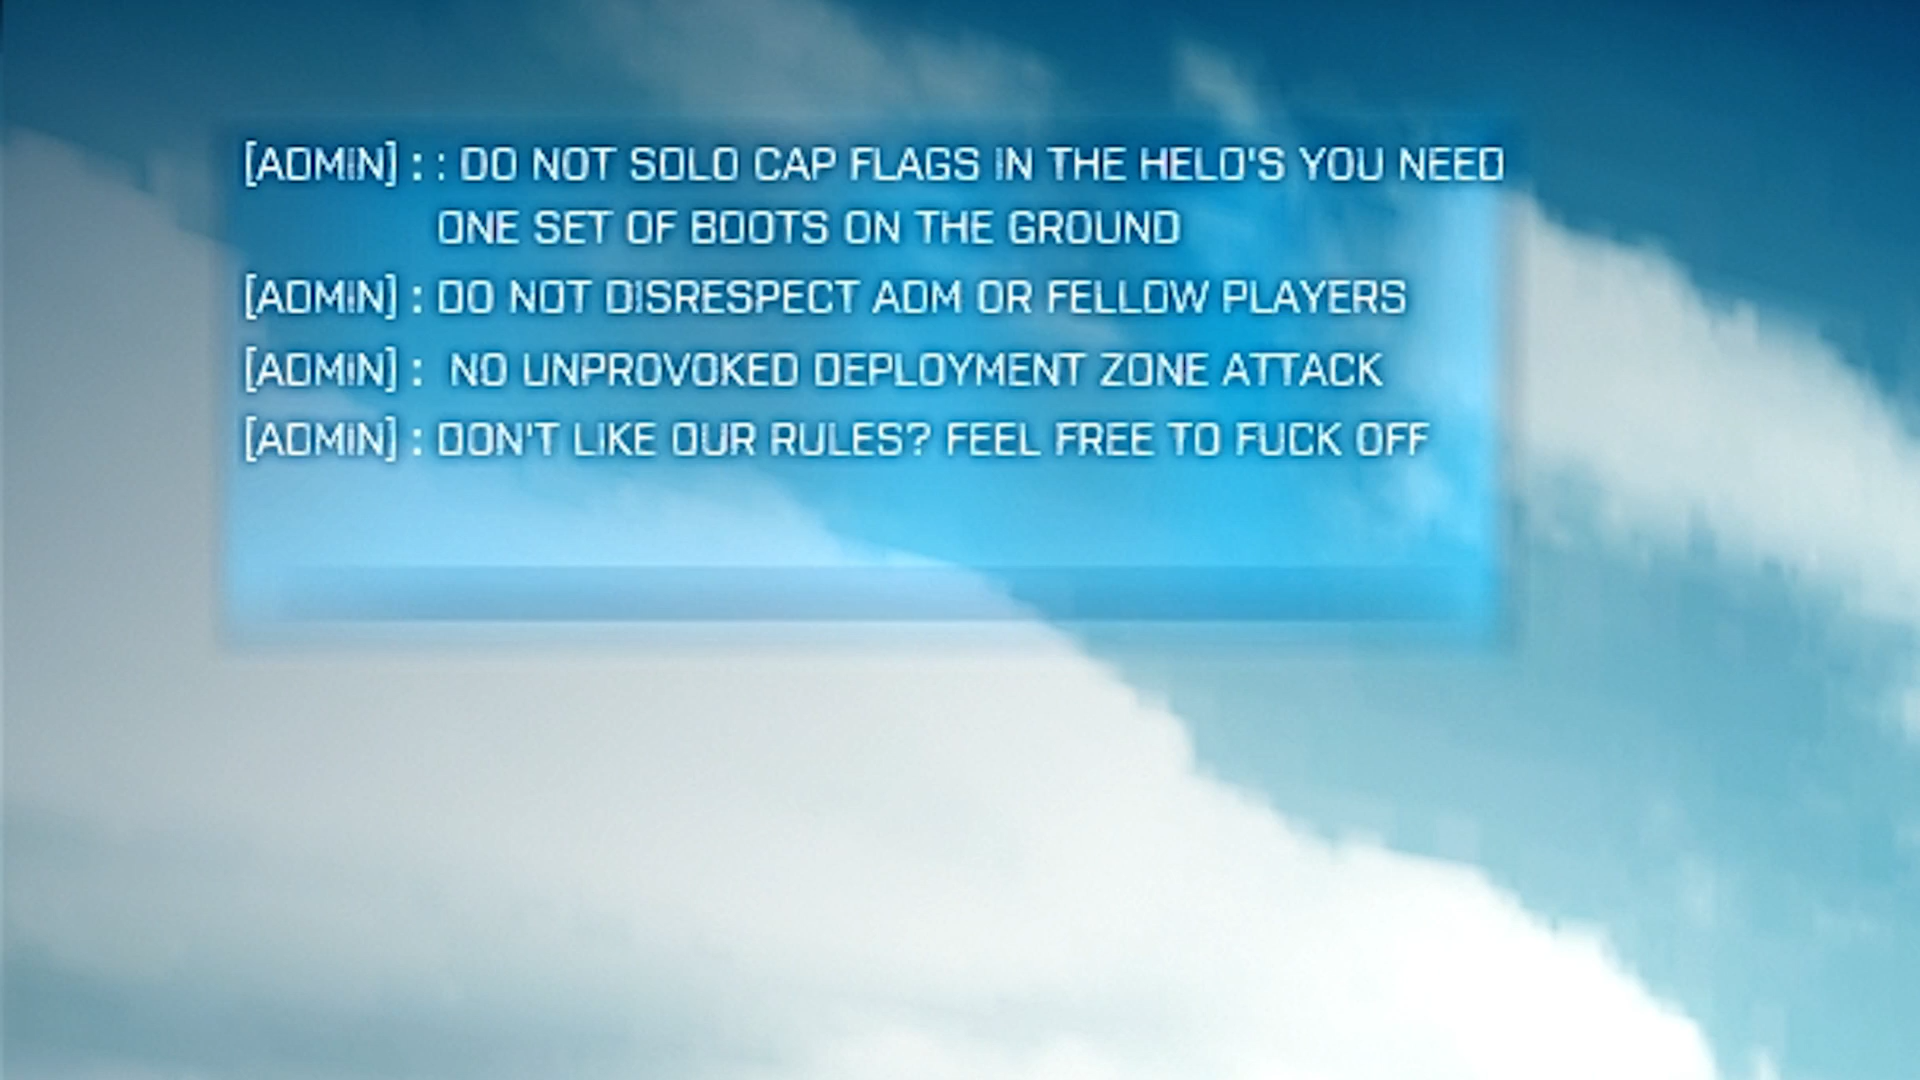 [ADMIN] : : DO NOT SOLO CAP FLAGS IN THE HELO'S YOU NEED
ONE SET OF BOOTS ON THE GROUND
[ADMIN] : DO NOT DISRESPECT ADM OR FELLOW PLAYERS
[ADMIN] :  NO UNPROVOKED DEPLOYMENT ZONE ATTACK
[ADMIN] : DON'T LIKE OUR RULES? FEEL FREE TO FUCK OFF